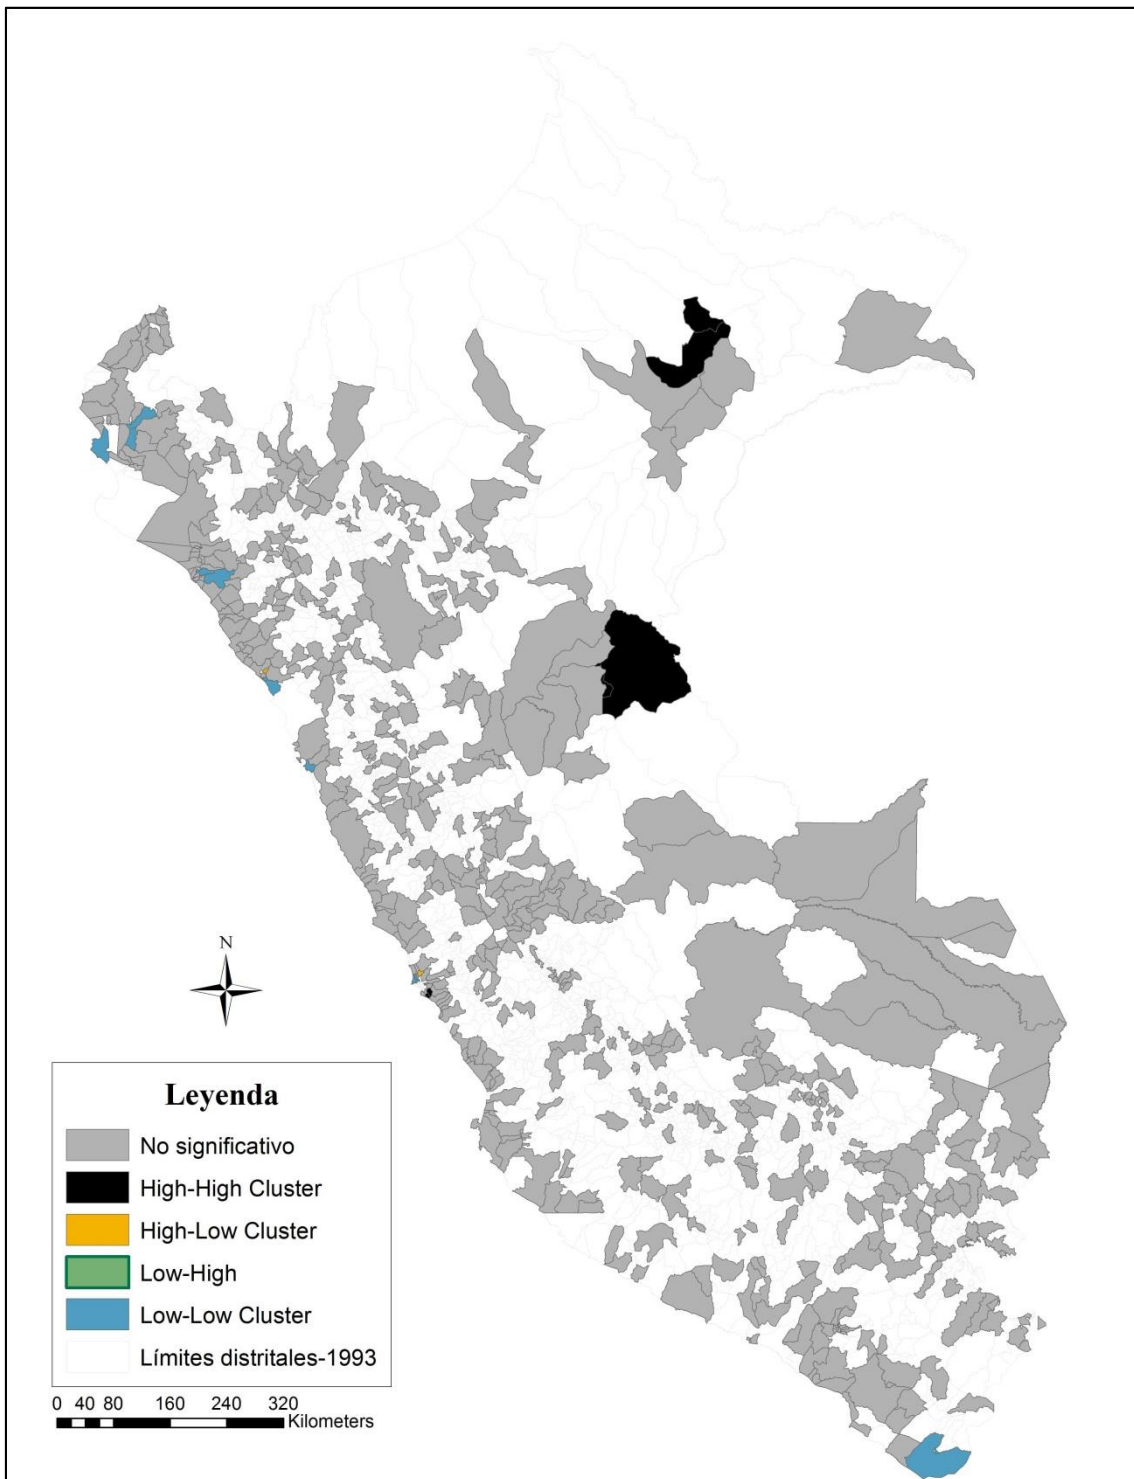 N
Leyenda
No significativo
High-High Cluster
High-Low Cluster
Low-High
Low-Low Cluster
Límites distritales-1993
0 40 80 160 240 320
Kilometers